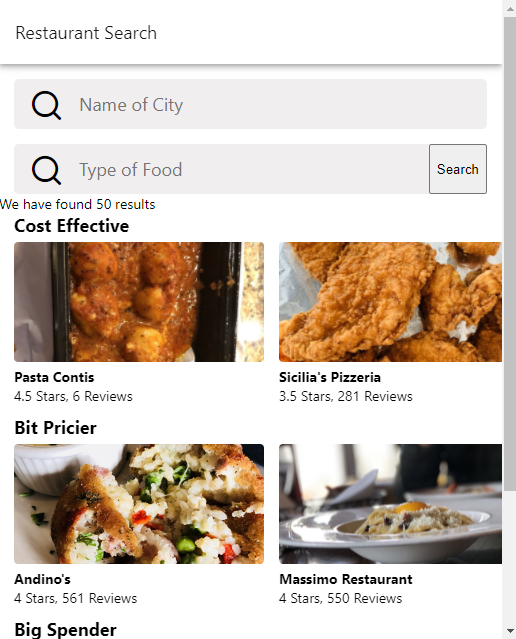 Restaurant Search
Name of City
Type of Food
Search
We have found 50 results
Cost Effective
Pasta Contis
4.5 Stars, 6 Reviews
Sicilia's Pizzeria
3.5 Stars, 281 Reviews
Bit Pricier
Andino's
4 Stars, 561 Reviews
Massimo Restaurant
4 Stars, 550 Reviews
Big Spender